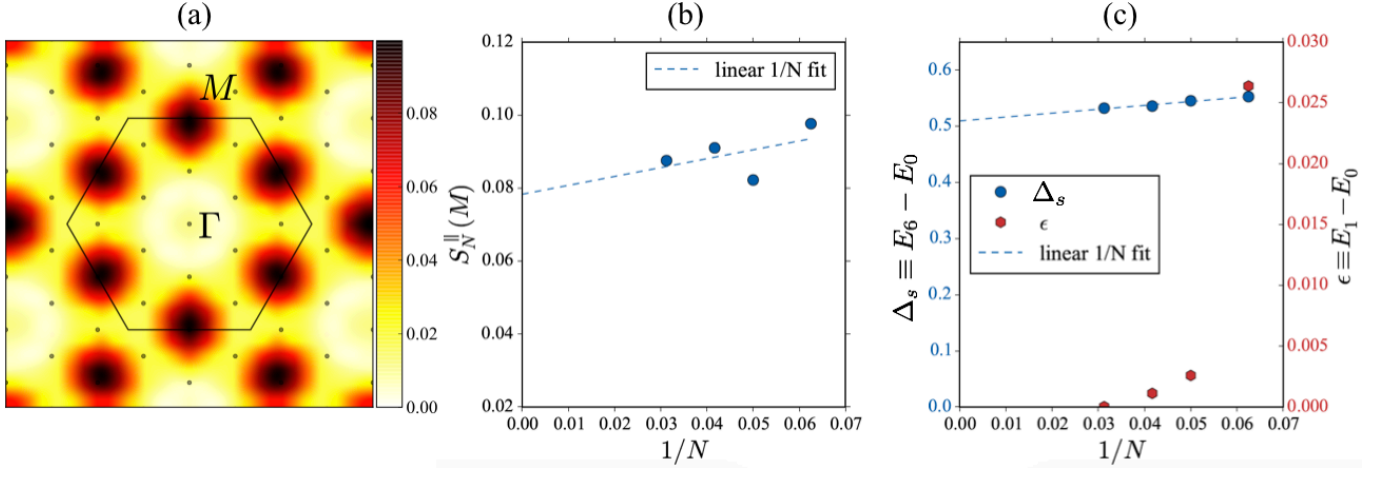 (a)
M
Γ
0.08
0.06
0.04
0.02
0.00
(b)
0.12
0.10
0.08
0.06
0.04
0.02
linear 1/N fit
S_N^∥(M)
0.00 0.01 0.02 0.03 0.04 0.05 0.06 0.07
1/N
(c)
0.6
0.5
0.4
0.3
0.2
0.1
0.0
Δ_s ≡ E_6 − E_0
Δ_s
ϵ
linear 1/N fit
0.00 0.01 0.02 0.03 0.04 0.05 0.06 0.07
1/N
0.030
0.025
0.020
0.015
0.010
0.005
0.000
ϵ≡E_1−E_0